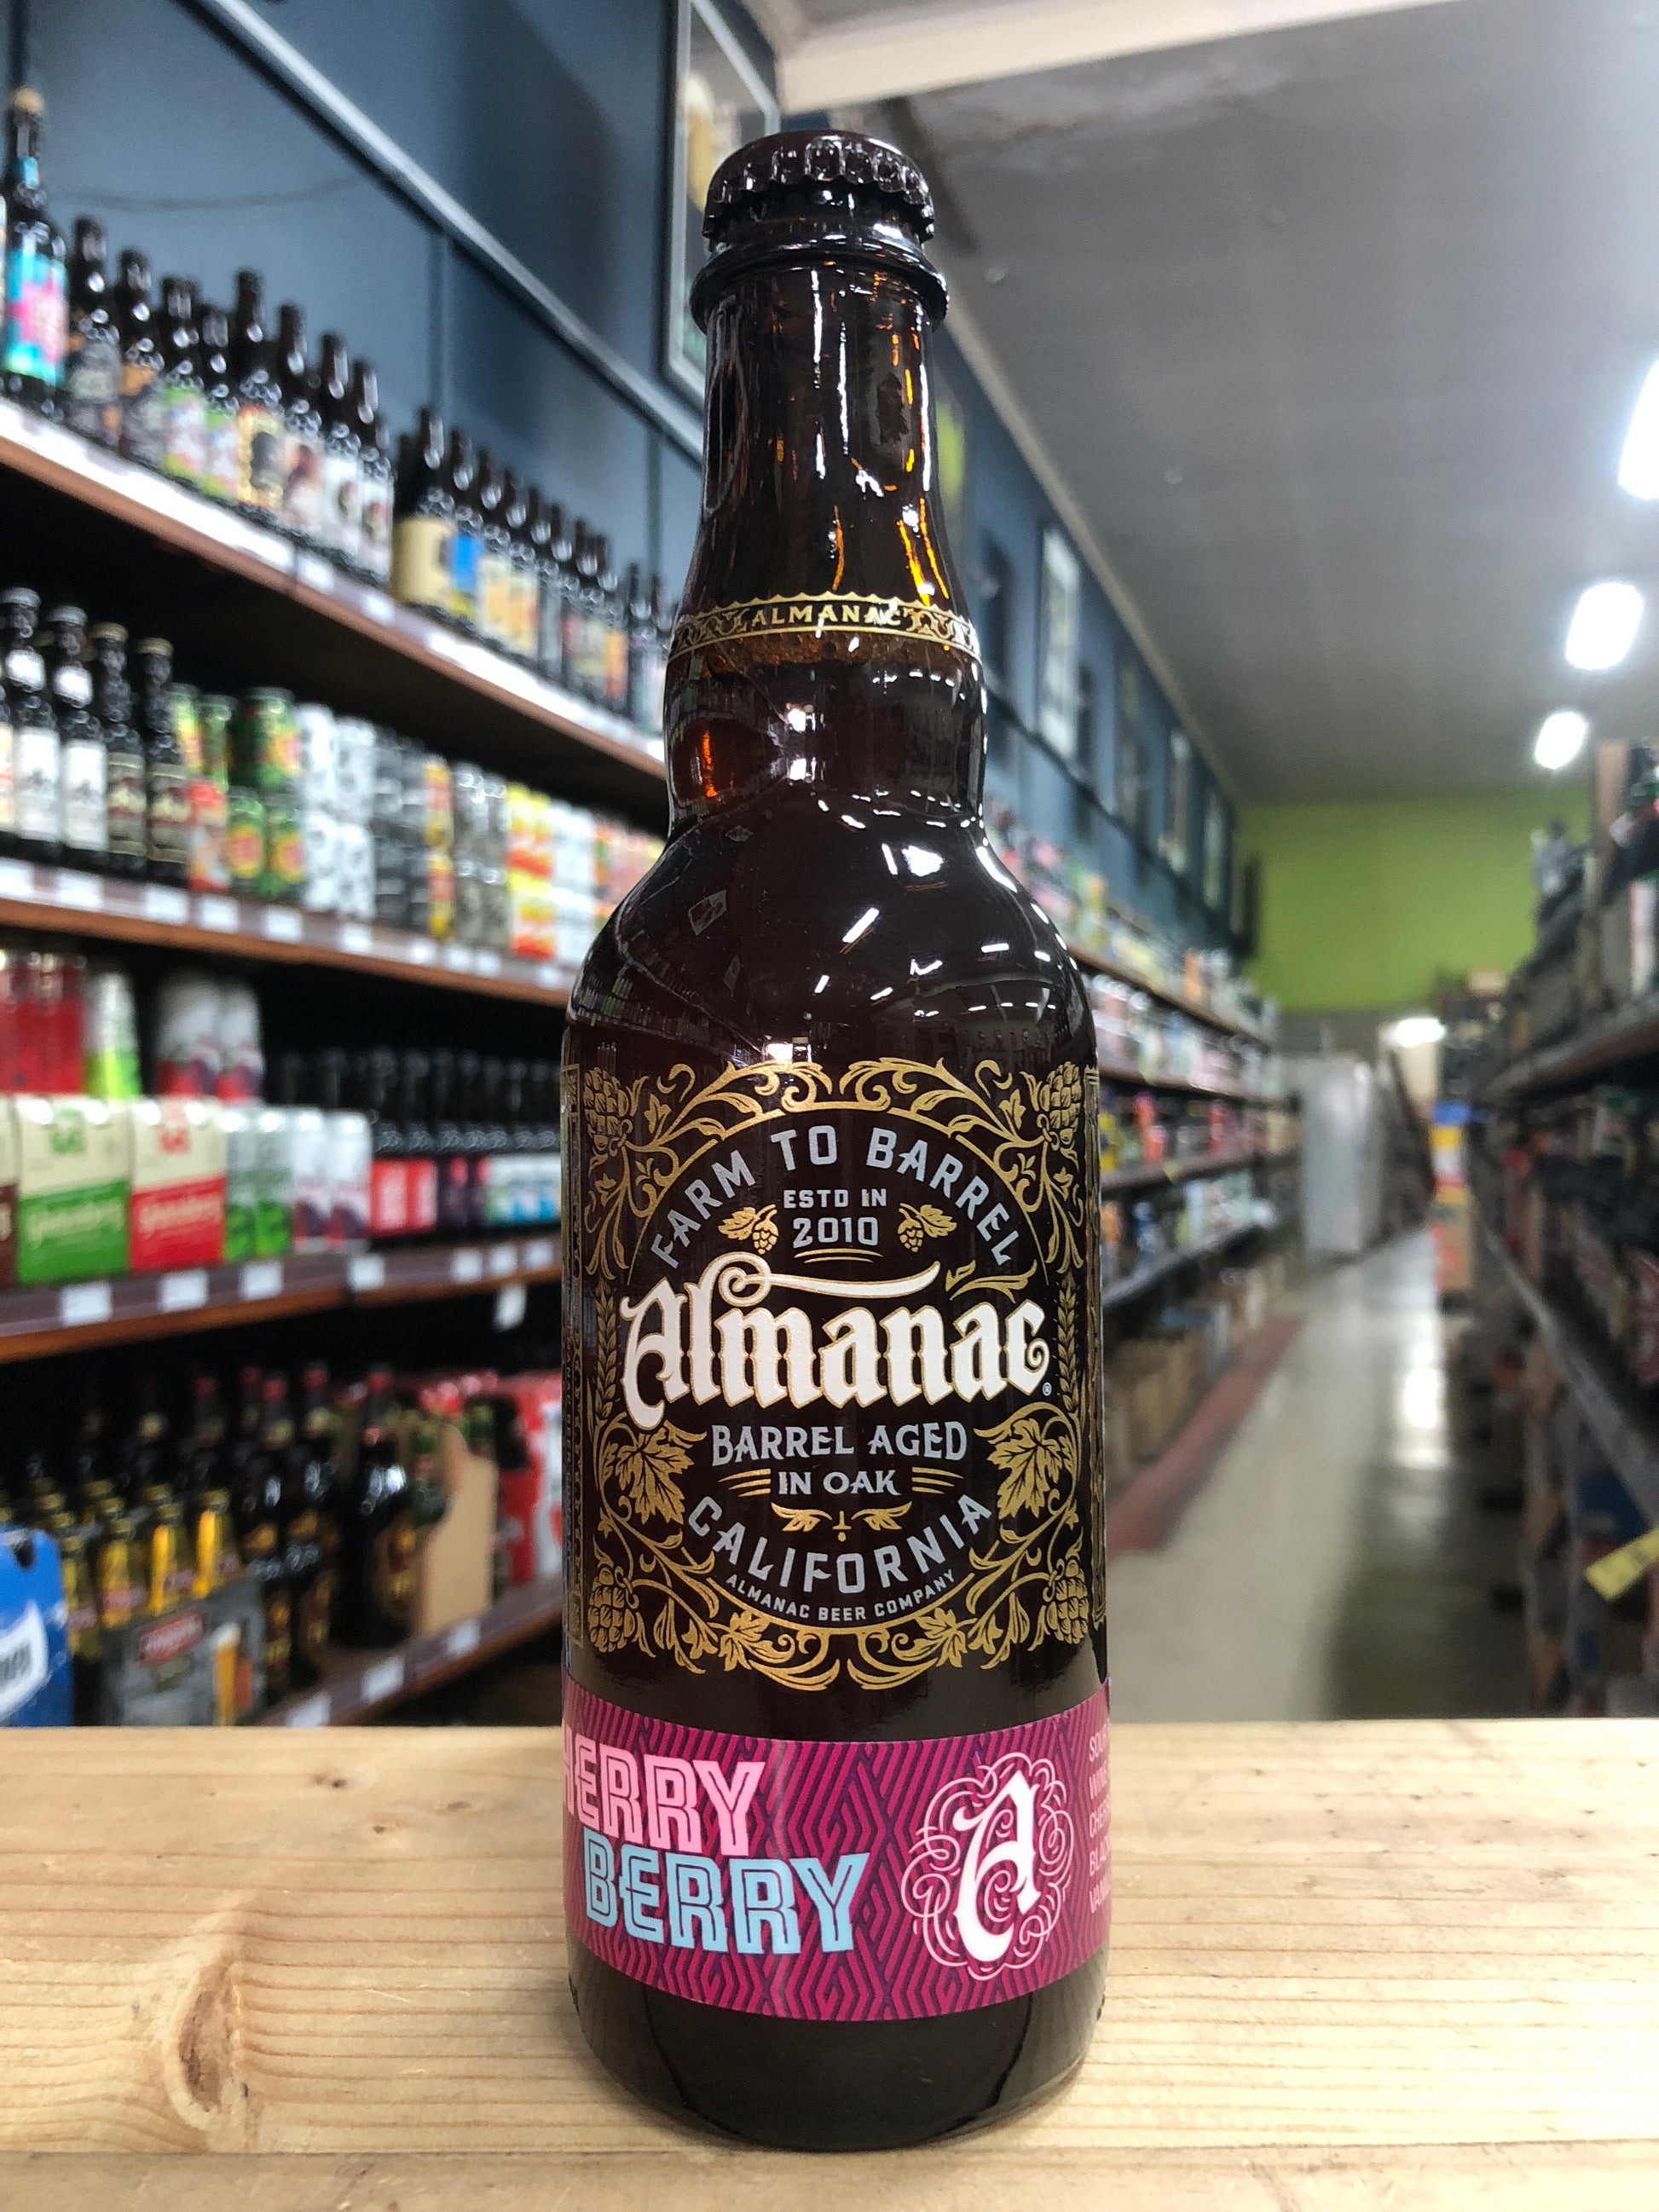 ALMANAC
FARM TO BARREL
ESTD IN
2010
Almanac®
BARREL AGED
IN OAK
CALIFORNIA
ALMANAC BEER COMPANY
HERRY
BERRY
A